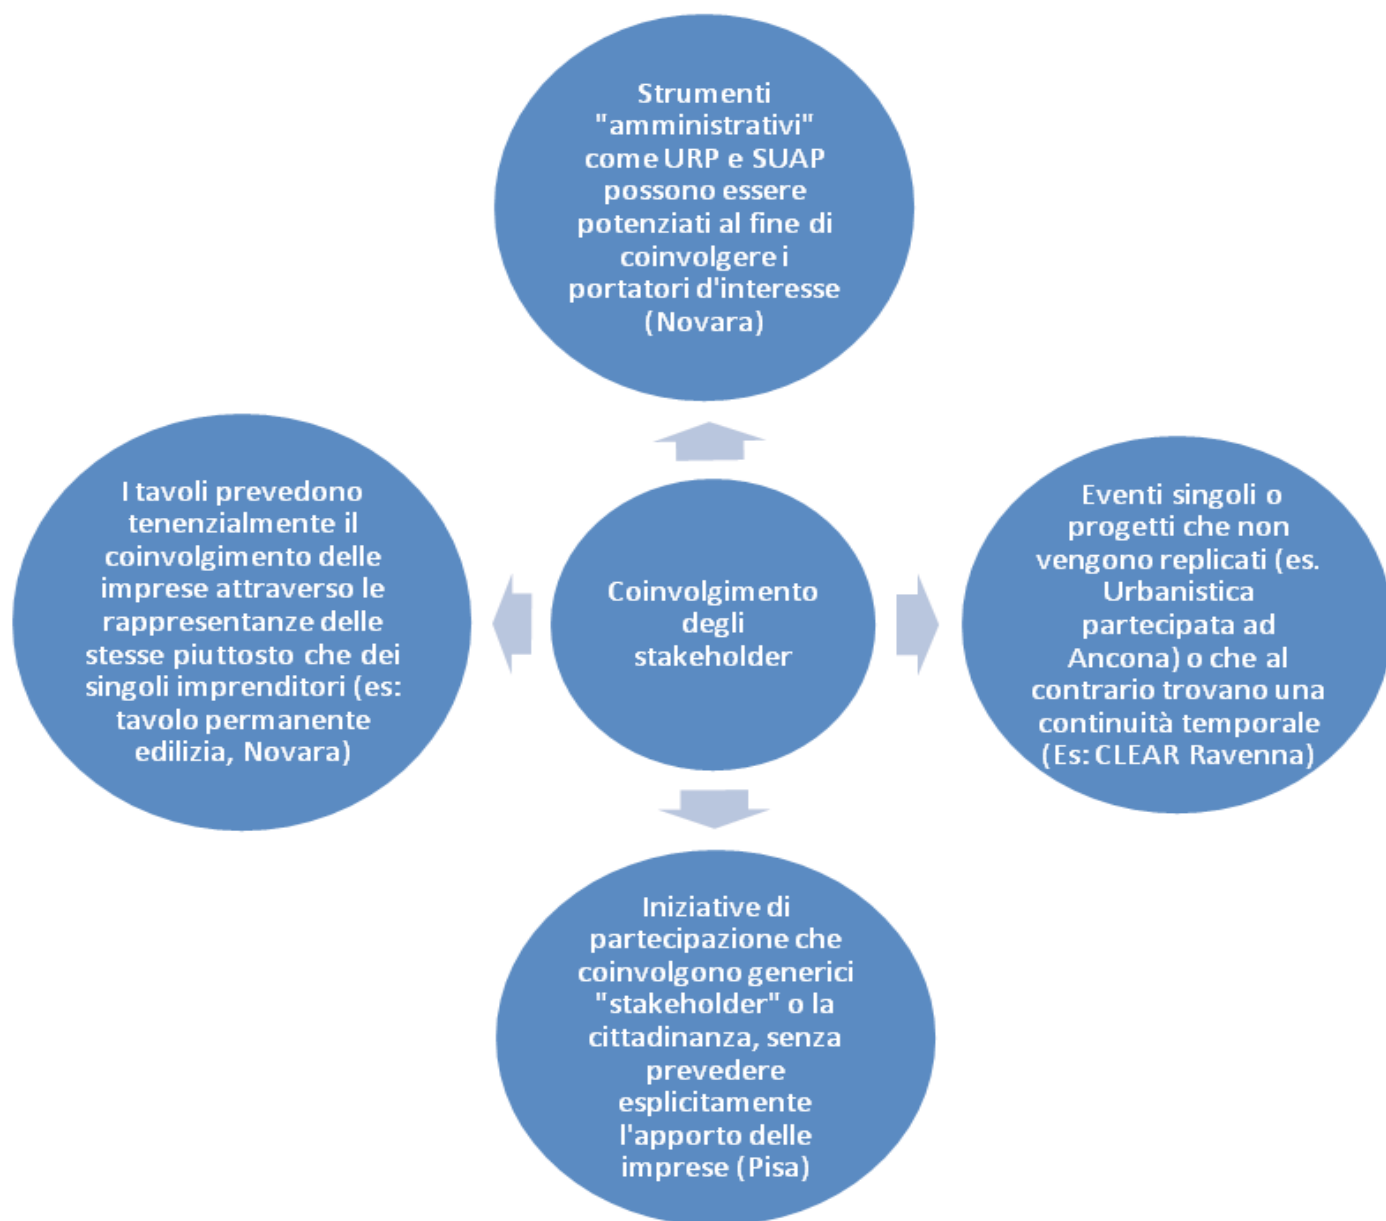 Strumenti
"amministrativi"
come URP e SUAP
possono essere
potenziati al fine di
coinvolgere i
portatori d'interesse
(Novara)
I tavoli prevedono
tenenzialmente il
coinvolgimento delle
imprese attraverso le
rappresentanze delle
stesse piuttosto che dei
singoli imprenditori (es:
tavolo permanente
edilizia, Novara)
Coinvolgimento
degli
stakeholder
Eventi singoli o
progetti che non
vengono replicati (es.
Urbanistica
partecipata ad
Ancona) o che al
contrario trovano una
continuità temporale
(Es: CLEAR Ravenna)
Iniziative di
partecipazione che
coinvolgono generici
"stakeholder" o la
cittadinanza, senza
prevedere
esplicitamente
l'apporto delle
imprese (Pisa)